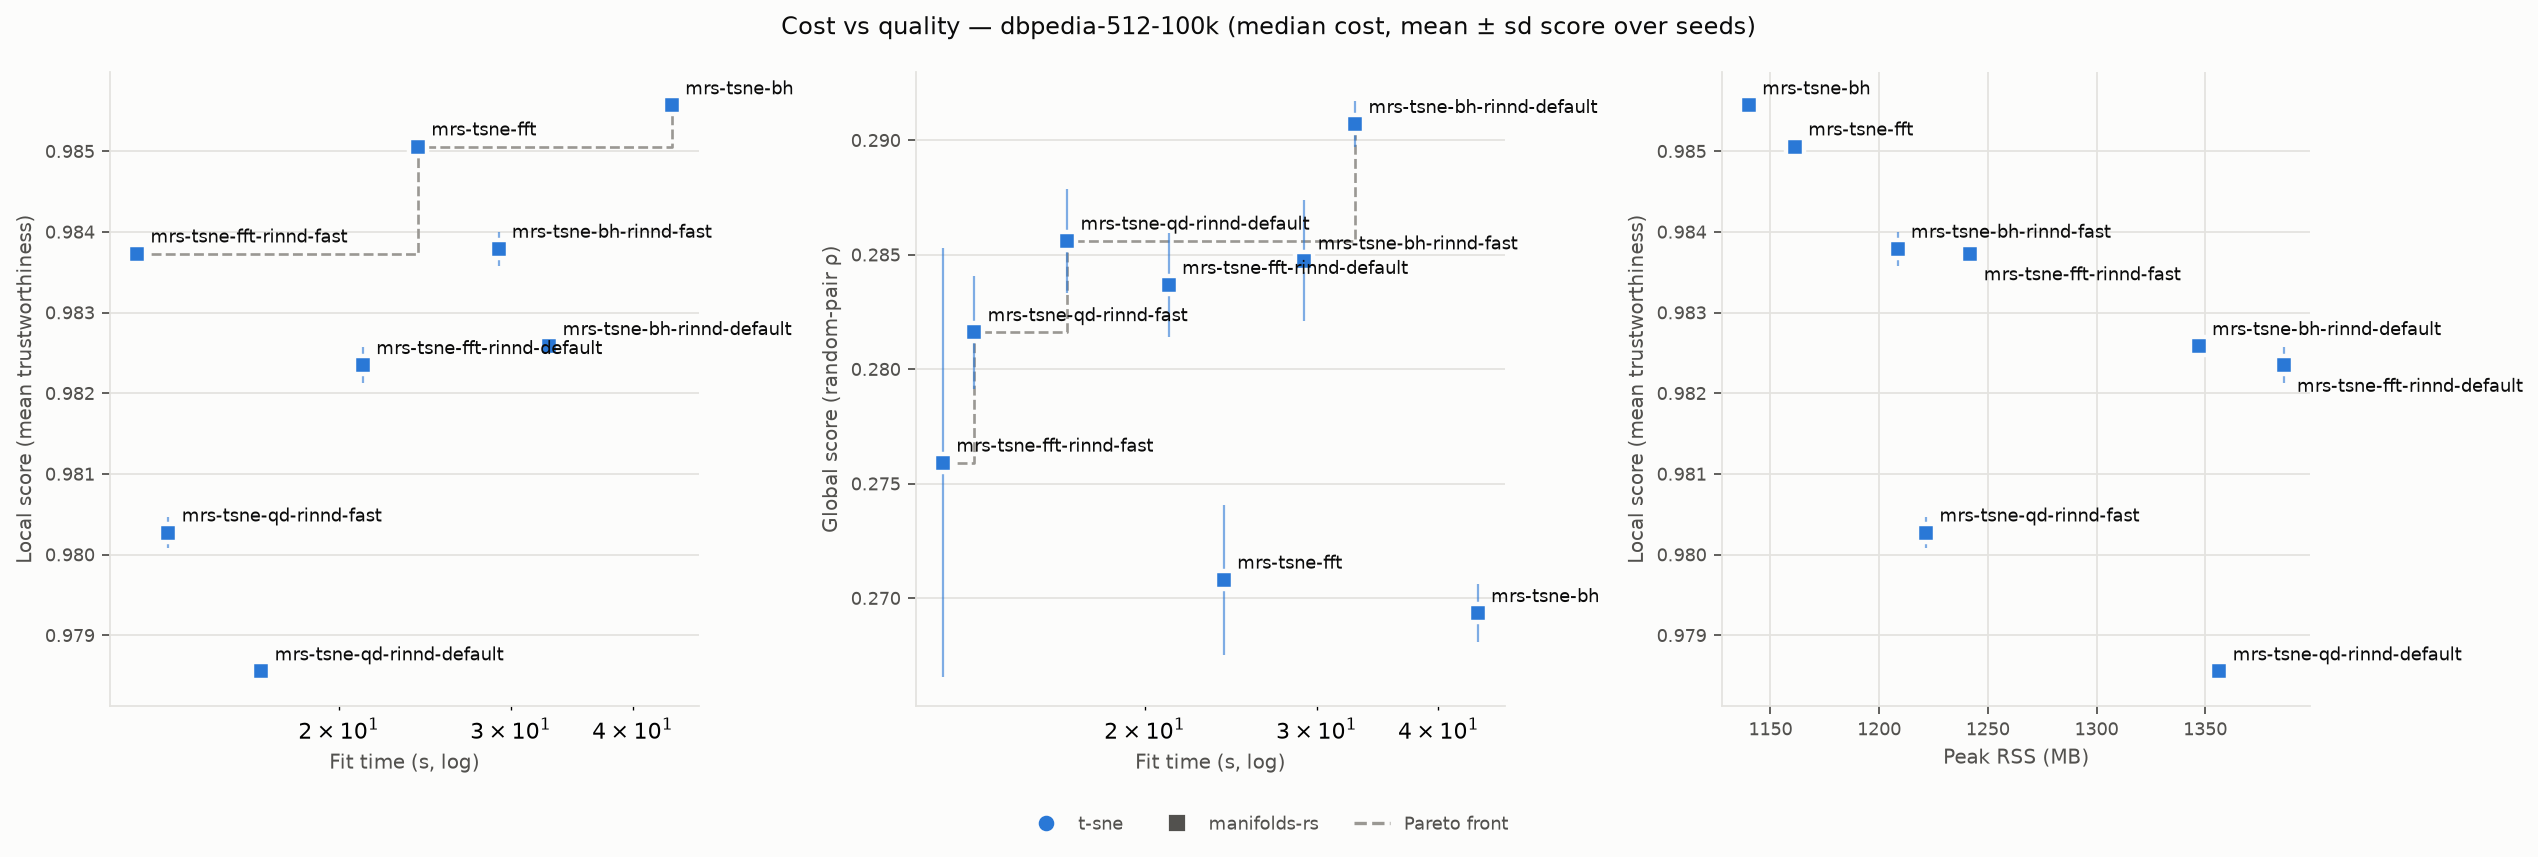 Cost vs quality — dbpedia-512-100k (median cost, mean ± sd score over seeds)
Local score (mean trustworthiness)
0.985
0.984
0.983
0.982
0.981
0.980
0.979
mrs-tsne-bh
mrs-tsne-fft
mrs-tsne-fft-rinnd-fast
mrs-tsne-bh-rinnd-fast
mrs-tsne-bh-rinnd-default
mrs-tsne-fft-rinnd-default
mrs-tsne-qd-rinnd-fast
mrs-tsne-qd-rinnd-default
2 × 10¹
3 × 10¹
4 × 10¹
Fit time (s, log)
Global score (random-pair ρ)
0.290
0.285
0.280
0.275
0.270
mrs-tsne-bh-rinnd-default
mrs-tsne-qd-rinnd-default
mrs-tsne-bh-rinnd-fast
mrs-tsne-fft-rinnd-default
mrs-tsne-qd-rinnd-fast
mrs-tsne-fft-rinnd-fast
mrs-tsne-fft
mrs-tsne-bh
2 × 10¹
3 × 10¹
4 × 10¹
Fit time (s, log)
Local score (mean trustworthiness)
0.985
0.984
0.983
0.982
0.981
0.980
0.979
mrs-tsne-bh
mrs-tsne-fft
mrs-tsne-bh-rinnd-fast
mrs-tsne-fft-rinnd-fast
mrs-tsne-bh-rinnd-default
mrs-tsne-fft-rinnd-default
mrs-tsne-qd-rinnd-fast
mrs-tsne-qd-rinnd-default
1150
1200
1250
1300
1350
Peak RSS (MB)
t-sne
manifolds-rs
Pareto front